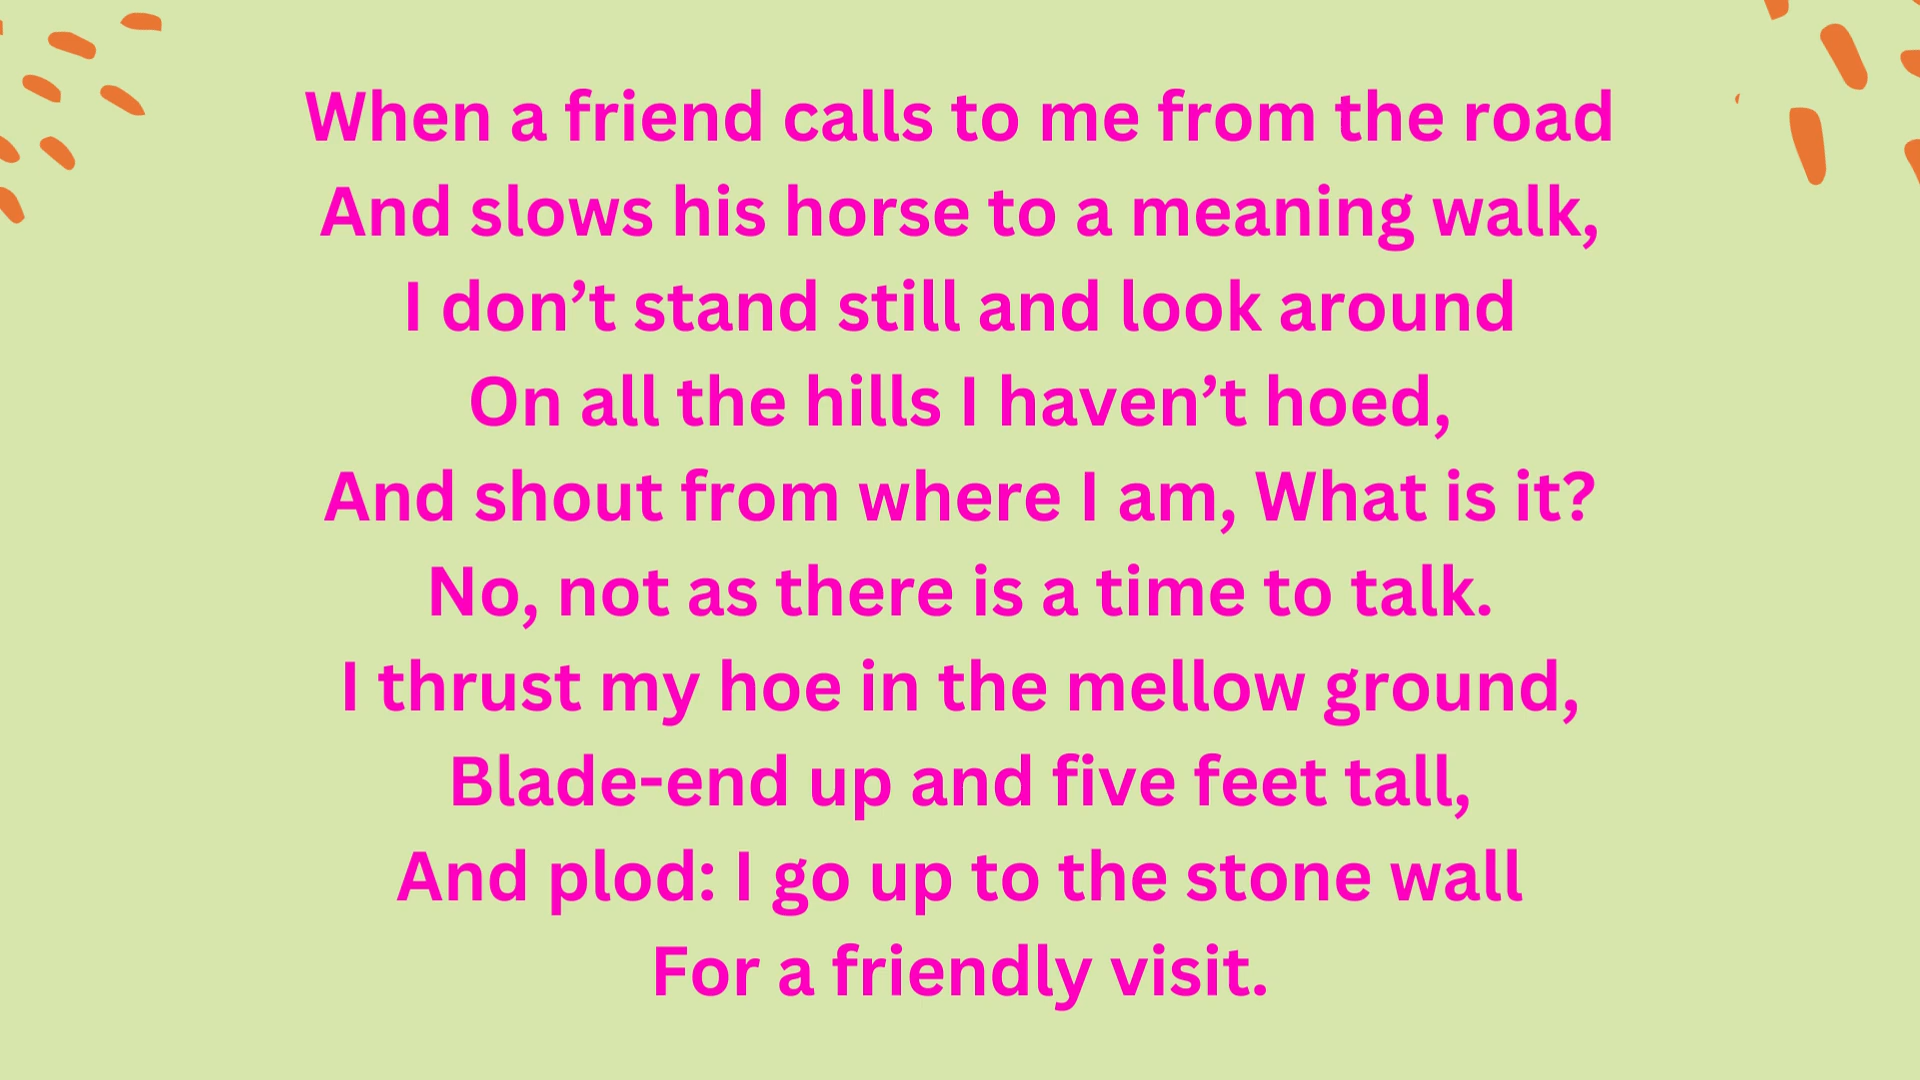 When a friend calls to me from the road
And slows his horse to a meaning walk,
I don’t stand still and look around
On all the hills I haven’t hoed,
And shout from where I am, What is it?
No, not as there is a time to talk.
I thrust my hoe in the mellow ground,
Blade-end up and five feet tall,
And plod: I go up to the stone wall
For a friendly visit.